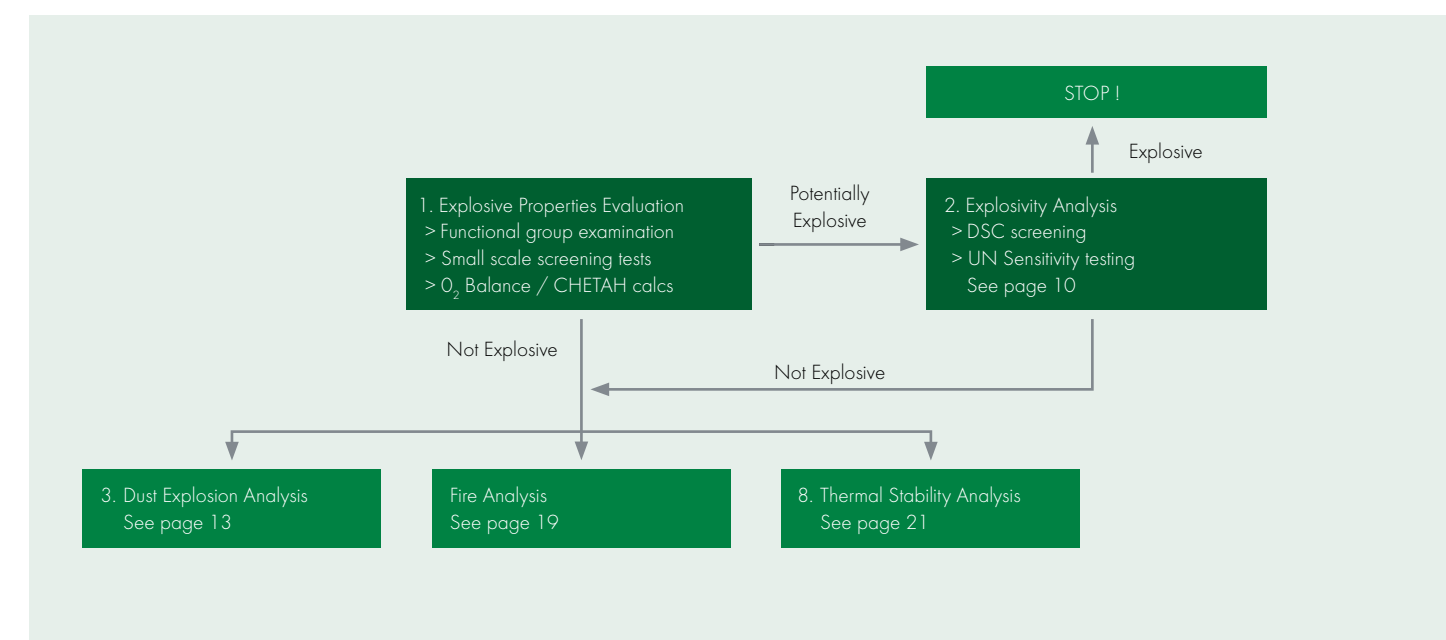 STOP !
Explosive
1. Explosive Properties Evaluation
> Functional group examination
> Small scale screening tests
> 0₂ Balance / CHETAH calcs
Potentially
Explosive
2. Explosivity Analysis
> DSC screening
> UN Sensitivity testing
See page 10
Not Explosive
Not Explosive
3. Dust Explosion Analysis
See page 13
Fire Analysis
See page 19
8. Thermal Stability Analysis
See page 21